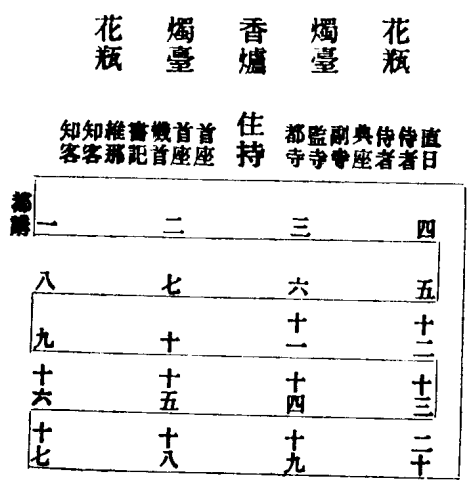 花瓶
燭臺
香爐
燭臺
花瓶
直日
侍者
侍者
典座
副寺
監寺
都寺
住持
首座
首座
懺首
書記
維那
知客
知客
都講
一
二
三
四
五
六
七
八
九
十
十一
十二
十三
十四
十五
十六
十七
十八
十九
二十